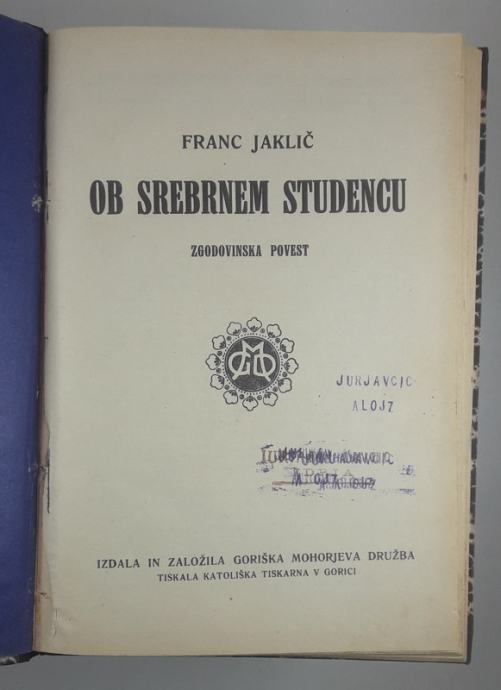 FRANC JAKLIČ
OB SREBRNEM STUDENCU
ZGODOVINSKA POVEST
GMD
JURJAVCIC
ALOJZ
IZDALA IN ZALOŽILA GORIŠKA MOHORJEVA DRUŽBA
TISKALA KATOLIŠKA TISKARNA V GORICI